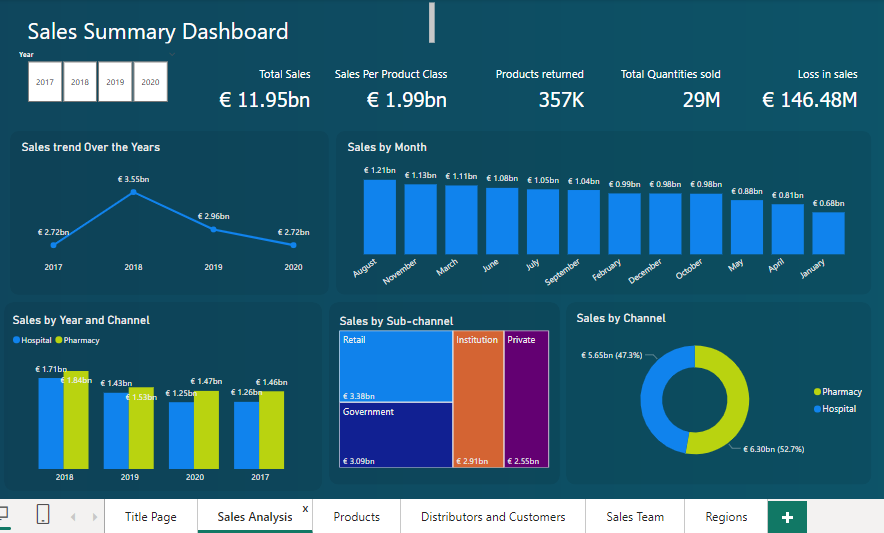 Sales Summary Dashboard
Year
2017 2018 2019 2020
Total Sales
€ 11.95bn
Sales Per Product Class
€ 1.99bn
Products returned
357K
Total Quantities sold
29M
Loss in sales
€ 146.48M
Sales trend Over the Years
€ 2.72bn
€ 3.55bn
€ 2.96bn
€ 2.72bn
2017 2018 2019 2020
Sales by Month
€ 1.21bn € 1.13bn € 1.11bn € 1.08bn € 1.05bn € 1.04bn € 0.99bn € 0.98bn € 0.98bn € 0.88bn € 0.81bn € 0.68bn
August November March June July September February December October May April January
Sales by Year and Channel
Hospital Pharmacy
€ 1.71bn € 1.84bn € 1.43bn € 1.53bn € 1.25bn € 1.47bn € 1.26bn € 1.46bn
2018 2019 2020 2017
Sales by Sub-channel
Retail
€ 3.38bn
Government
€ 3.09bn
Institution
€ 2.91bn
Private
€ 2.55bn
Sales by Channel
€ 5.65bn (47.3%)
Pharmacy
Hospital
€ 6.30bn (52.7%)
Title Page Sales Analysis x Products Distributors and Customers Sales Team Regions +